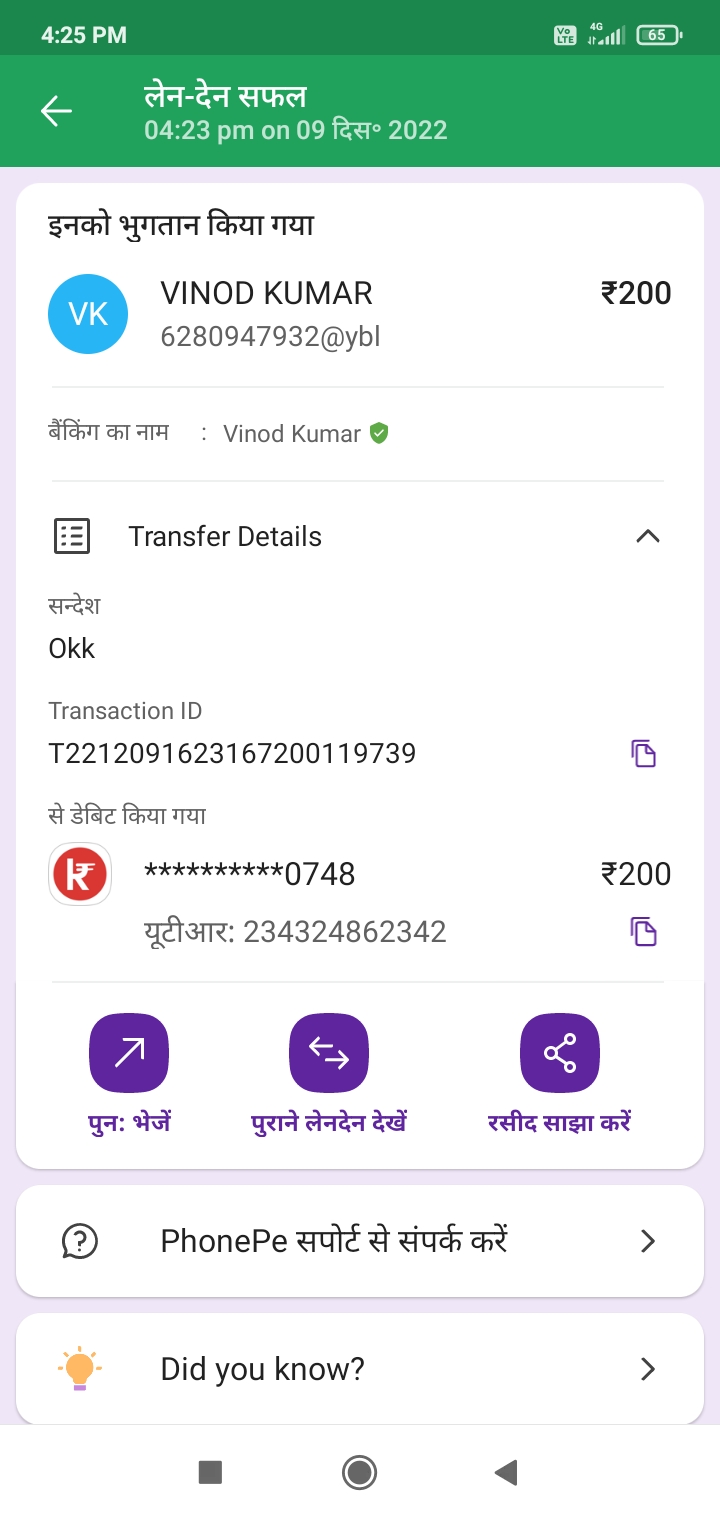 4:25 PM
Vo LTE 4G 65
लेन-देन सफल
04:23 pm on 09 दिस॰ 2022
इनको भुगतान किया गया
VK
VINOD KUMAR ₹200
6280947932@ybl
बैंकिंग का नाम : Vinod Kumar
Transfer Details
सन्देश
Okk
Transaction ID
T2212091623167200119739
से डेबिट किया गया
**********0748 ₹200
यूटीआर: 234324862342
पुन: भेजें पुराने लेनदेन देखें रसीद साझा करें
PhonePe सपोर्ट से संपर्क करें
Did you know?